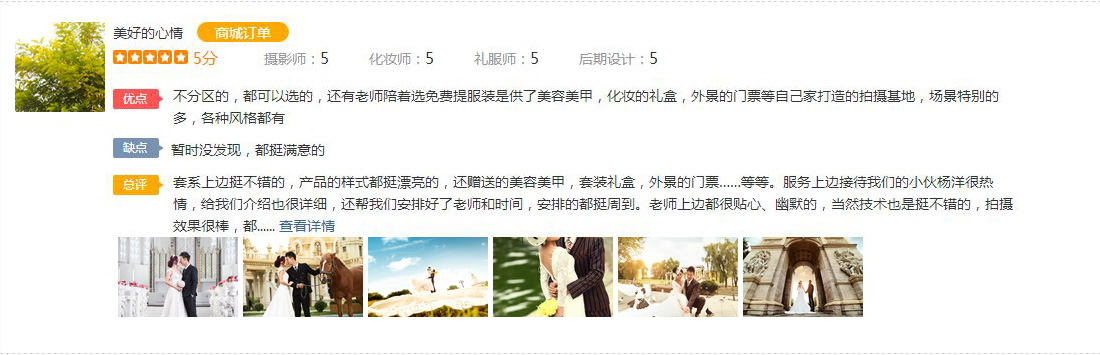 美好的心情 商城订单
5分 摄影师：5 化妆师：5 礼服师：5 后期设计：5
优点 不分区的，都可以选的，还有老师陪着选免费提服装是供了美容美甲，化妆的礼盒，外景的门票等自己家打造的拍摄基地，场景特别的
多，各种风格都有
缺点 暂时没发现，都挺满意的
总评 套系上边挺不错的，产品的样式都挺漂亮的，还赠送的美容美甲，套装礼盒，外景的门票……等等。服务上边接待我们的小伙杨洋很热
情，给我们介绍也很详细，还帮我们安排好了老师和时间，安排的都挺周到。老师上边都很贴心、幽默的，当然技术也是挺不错的，拍摄
效果很棒，都...... 查看详情